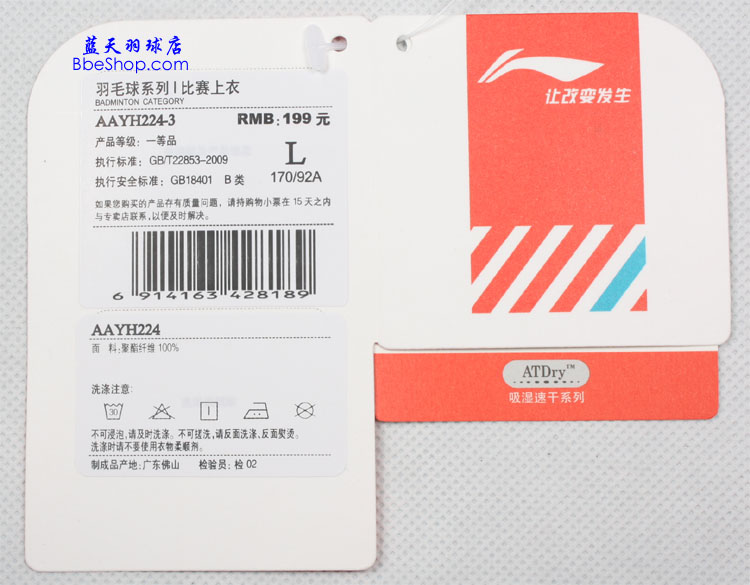 蓝天羽球店
BbeShop.com
羽毛球系列 | 比赛上衣
BADMINTON CATEGORY
AAYH224-3 RMB: 199 元
产品等级: 一等品
执行标准: GB/T22853-2009
执行安全标准: GB18401 B 类
L
170/92A
如果您购买的产品存有质量问题, 请持购物小票在 15 天之内
与专卖店联系,以便及时解决。
6 914163 428189
AAYH224
面 料:聚酯纤维 100%
洗涤注意:
30
不可浸泡,请及时洗涤。不可搓洗,请反面洗涤、反面熨烫。
洗涤时请不要使用衣物柔顺剂。
制成品产地: 广东佛山 检验员: 检 02
让改变发生
ATDry™
吸湿速干系列